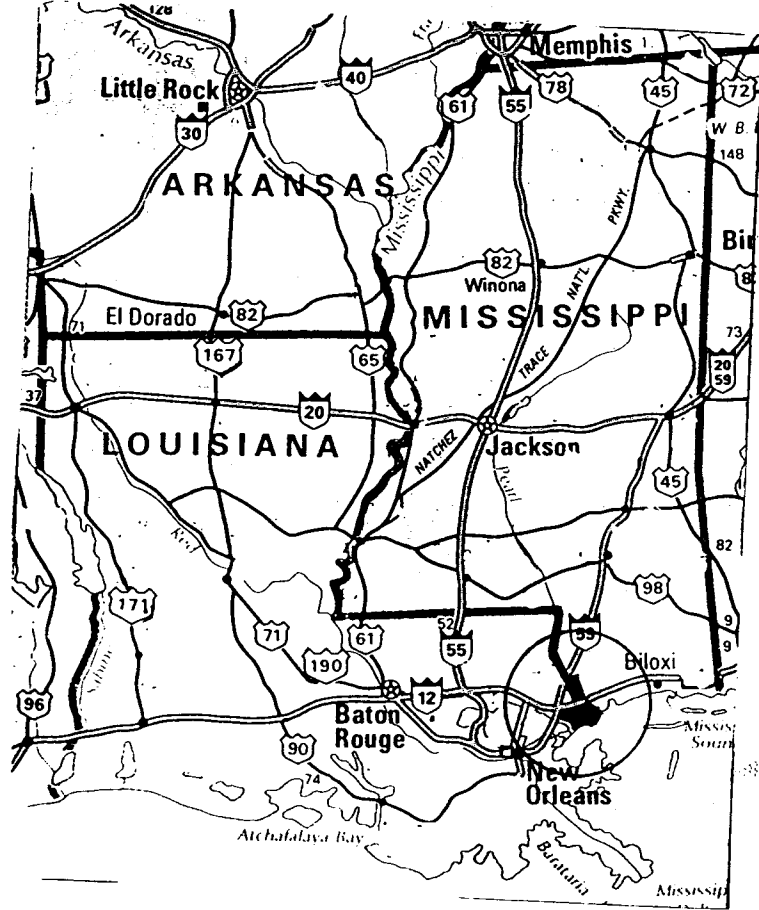 128
Arkansas
Memphis
Little Rock
40
61
55
78
45
72
30
W. B.
148
ARKANSAS
Mississippi
PKWY.
82
Winona
NAT'L
El Dorado
82
MISSISSIPPI
71
167
65
TRACE
73
20
59
37
20
LOUISIANA
NATCHEZ
Jackson
Pearl
45
Red
82
98
171
71
61
52
55
59
9
9
190
Biloxi
Sabine
96
12
Baton
Rouge
90
74
New
Orleans
Atchafalaya Bay
Barataria